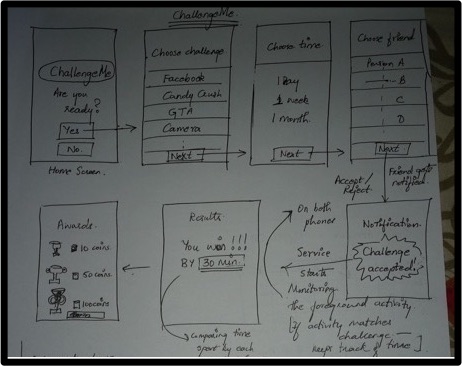 ChallengeMe
ChallengeMe
Are you
ready?
Yes
No.
Home Screen.
Choose challenge
Facebook
Candy Crush
GTA
Camera
Next
Choose time
1 Day
1 week
1 month.
Next
Choose friend
Person A
B
C
D
Next
Accept/
Reject
Friend gets
notified.
Notification
Challenge
accepted!!
On both
phones
Service
starts
Monitoring
the foreground activity.
If activity matches
challenge —
keeps track of time ].
Results.
You win !!!
BY 30 Min.
Comparing time
spent by each
Awards.
10 coins
50 coins
100 coins